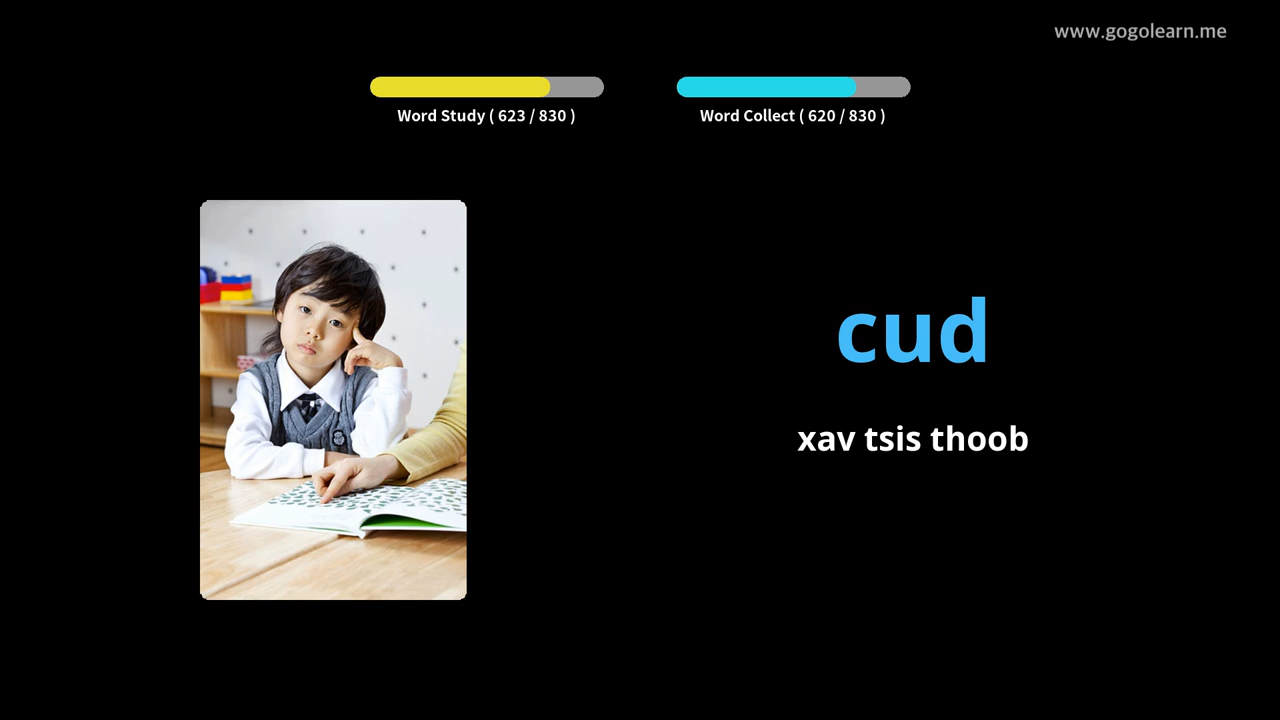 www.gogolearn.me
Word Study ( 623 / 830 )
Word Collect ( 620 / 830 )
cud
xav tsis thoob